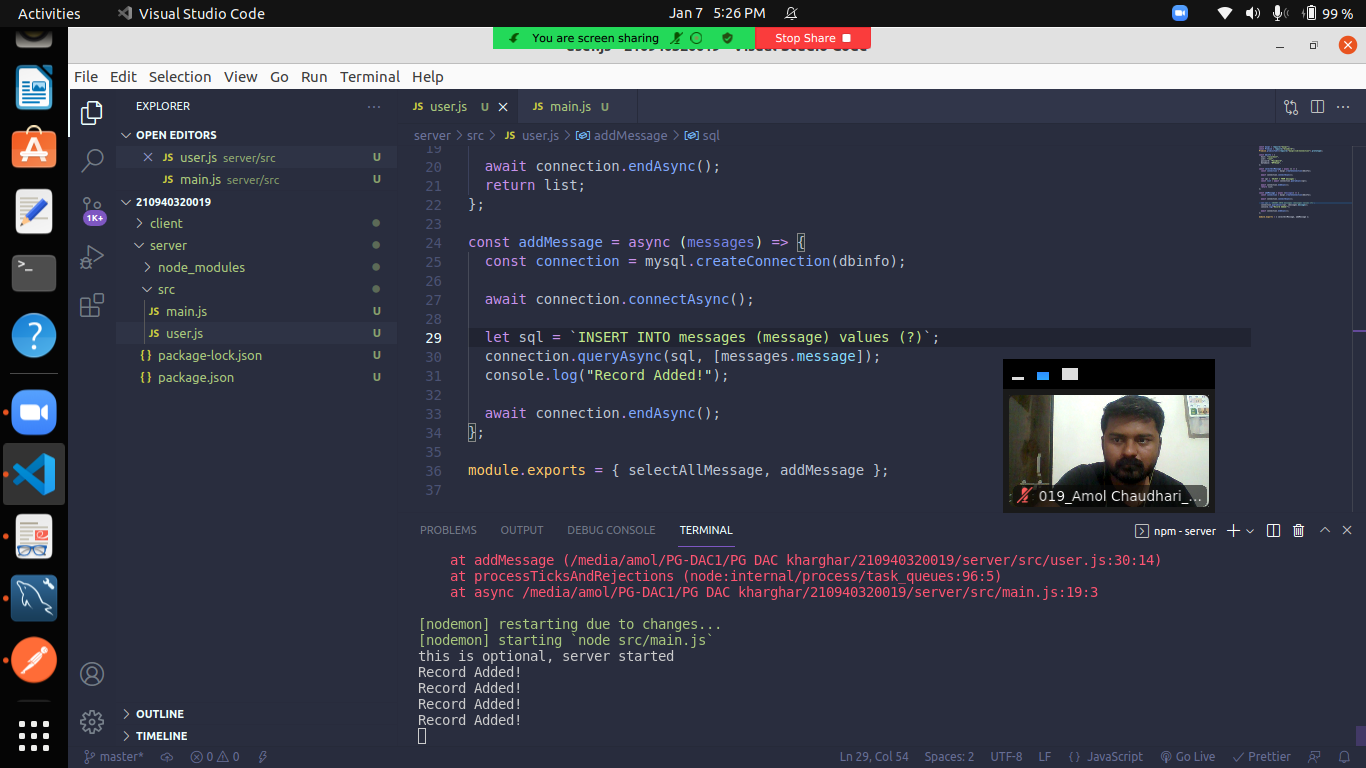 Activities
Visual Studio Code
Jan 7 5:26 PM
99 %
You are screen sharing
Stop Share
File Edit Selection View Go Run Terminal Help
EXPLORER
OPEN EDITORS
JS user.js server/src U
JS main.js server/src U
210940320019
client
server
node_modules
src
JS main.js U
JS user.js U
{ } package-lock.json U
{ } package.json U
OUTLINE
TIMELINE
1K+
JS user.js U
JS main.js U
server > src > JS user.js > addMessage > sql
19
20 await connection.endAsync();
21 return list;
22 };
23
24 const addMessage = async (messages) => {
25 const connection = mysql.createConnection(dbinfo);
26
27 await connection.connectAsync();
28
29 let sql = `INSERT INTO messages (message) values (?)`;
30 connection.queryAsync(sql, [messages.message]);
31 console.log("Record Added!");
32
33 await connection.endAsync();
34 };
35
36 module.exports = { selectAllMessage, addMessage };
37
019_Amol Chaudhari_...
PROBLEMS OUTPUT DEBUG CONSOLE TERMINAL
npm - server
at addMessage (/media/amol/PG-DAC1/PG DAC kharghar/210940320019/server/src/user.js:30:14)
at processTicksAndRejections (node:internal/process/task_queues:96:5)
at async /media/amol/PG-DAC1/PG DAC kharghar/210940320019/server/src/main.js:19:3
[nodemon] restarting due to changes...
[nodemon] starting `node src/main.js`
this is optional, server started
Record Added!
Record Added!
Record Added!
Record Added!
master*
0 0
Ln 29, Col 54
Spaces: 2
UTF-8
LF
{ } JavaScript
Go Live
Prettier